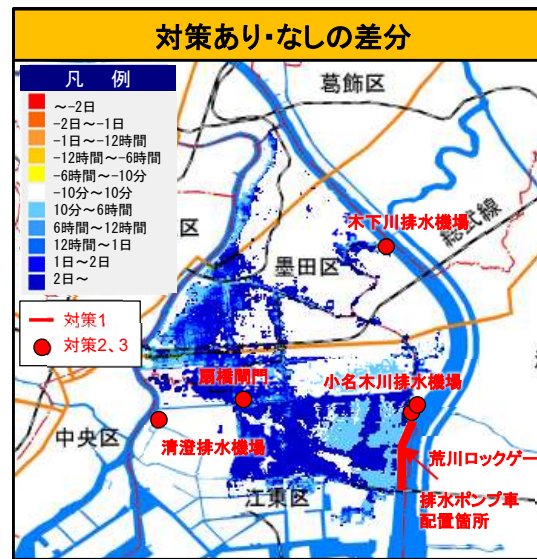 対策あり・なしの差分
凡 例
～-2日
-2日～-1日
-1日～-12時間
-12時間～-6時間
-6時間～-10分
-10分～10分
10分～6時間
6時間～12時間
12時間～1日
1日～2日
2日～
対策1
対策2、3
葛飾区
総武線
木下川排水機場
区
墨田区
扇橋閘門
小名木川排水機場
中央区
清澄排水機場
荒川ロックゲー
江東区
排水ポンプ車
配置箇所